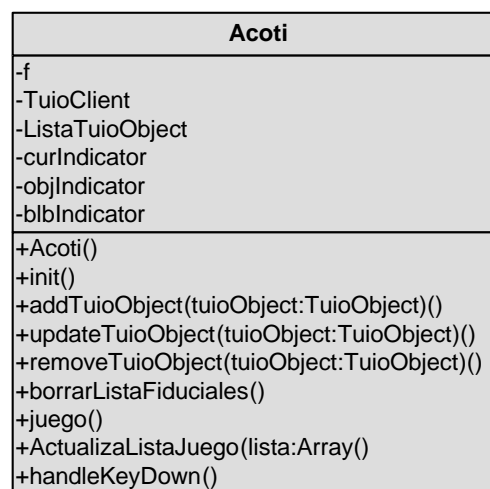 Acoti
-f
-TuioClient
-ListaTuioObject
-curIndicator
-objIndicator
-blbIndicator
+Acoti()
+init()
+addTuioObject(tuioObject:TuioObject)()
+updateTuioObject(tuioObject:TuioObject)()
+removeTuioObject(tuioObject:TuioObject)()
+borrarListaFiduciales()
+juego()
+ActualizaListaJuego(lista:Array()
+handleKeyDown()